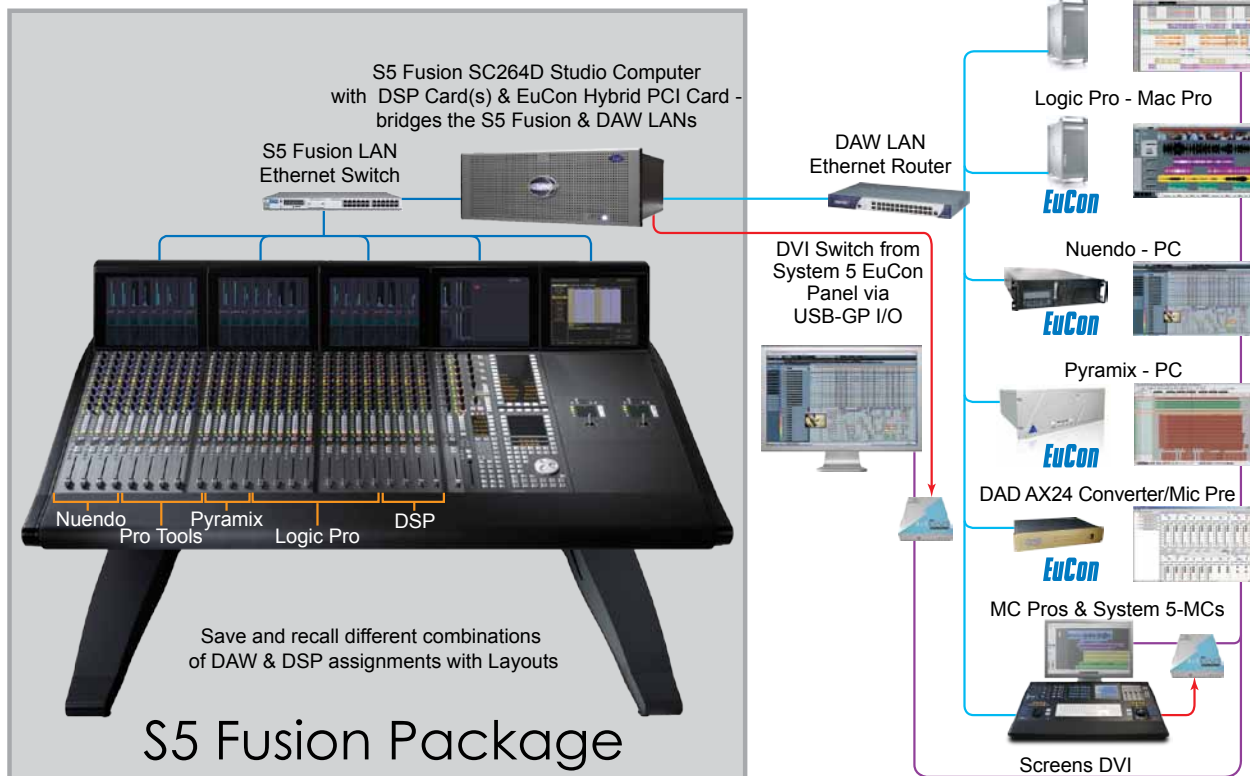 S5 Fusion SC264D Studio Computer
with DSP Card(s) & EuCon Hybrid PCI Card -
bridges the S5 Fusion & DAW LANs
S5 Fusion LAN
Ethernet Switch
DAW LAN
Ethernet Router
DVI Switch from
System 5 EuCon
Panel via
USB-GP I/O
Nuendo
Pro Tools
Pyramix
Logic Pro
DSP
Save and recall different combinations
of DAW & DSP assignments with Layouts
S5 Fusion Package
Logic Pro - Mac Pro
EuCon
Nuendo - PC
EuCon
Pyramix - PC
EuCon
DAD AX24 Converter/Mic Pre
EuCon
MC Pros & System 5-MCs
Screens DVI